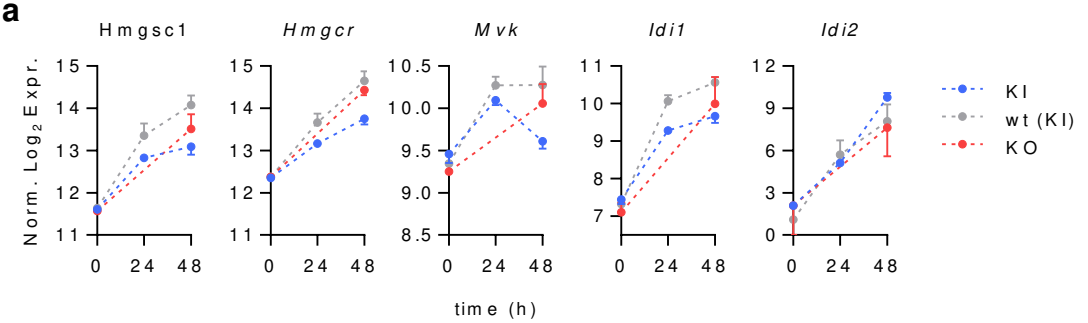 a
Hmgsc1 Hmgcr Mvk Idi1 Idi2
Norm. Log2 Expr.
15 14 13 12 11
0 24 48
15 14 13 12 11
0 24 48
10.5 10.0 9.5 9.0 8.5
0 24 48
11 10 9 8 7
0 24 48
12 9 6 3 0
0 24 48
KI
wt (KI)
KO
time (h)